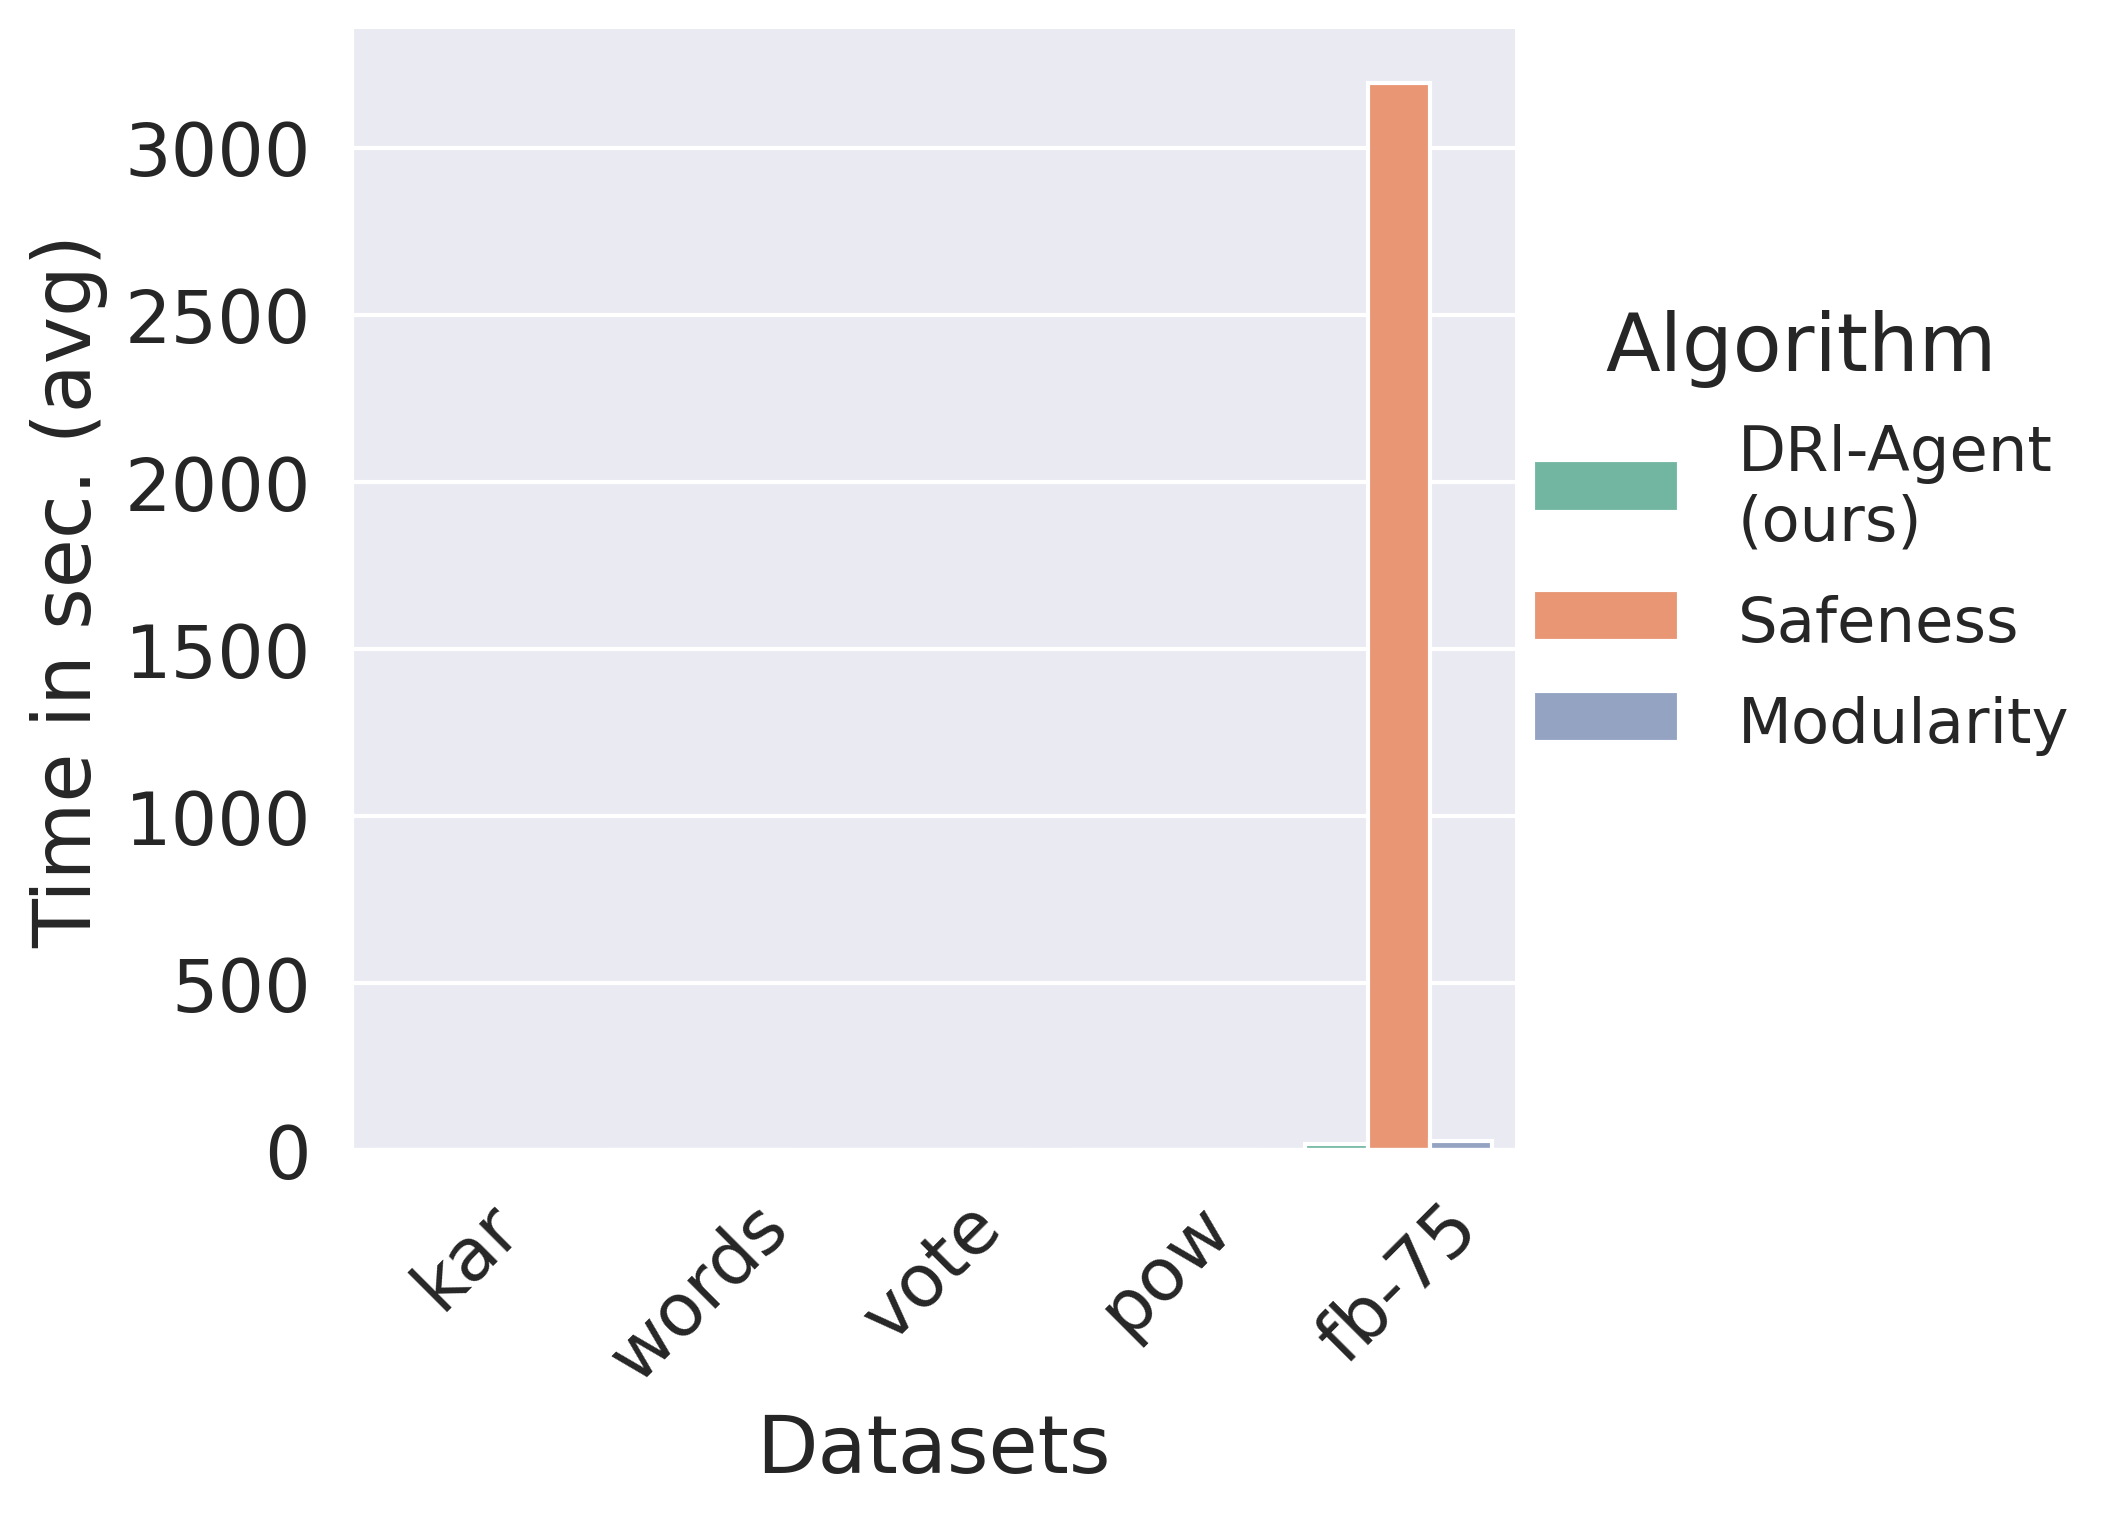 3000
2500
2000
1500
1000
500
0
Time in sec. (avg)
kar
words
vote
pow
fb-75
Datasets
Algorithm
DRl-Agent
(ours)
Safeness
Modularity